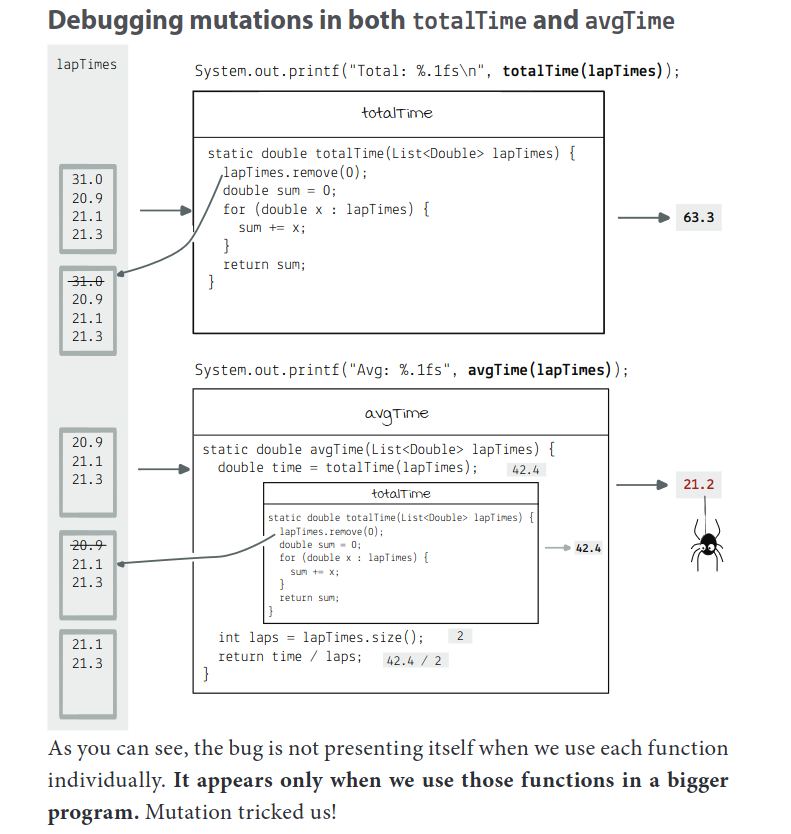 Debugging mutations in both totalTime and avgTime
lapTimes
System.out.printf("Total: %.1fs\n", totalTime(lapTimes));
totalTime
static double totalTime(List<Double> lapTimes) {
lapTimes.remove(0);
double sum = 0;
for (double x : lapTimes) {
sum += x;
}
return sum;
}
31.0
20.9
21.1
21.3
31.0
20.9
21.1
21.3
63.3
System.out.printf("Avg: %.1fs", avgTime(lapTimes));
avgTime
static double avgTime(List<Double> lapTimes) {
double time = totalTime(lapTimes); 42.4
totalTime
static double totalTime(List<Double> lapTimes) {
lapTimes.remove(0);
double sum = 0;
for (double x : lapTimes) {
sum += x;
}
return sum;
}
42.4
int laps = lapTimes.size(); 2
return time / laps; 42.4 / 2
}
20.9
21.1
21.3
20.9
21.1
21.3
21.1
21.3
21.2
As you can see, the bug is not presenting itself when we use each function
individually. It appears only when we use those functions in a bigger
program. Mutation tricked us!